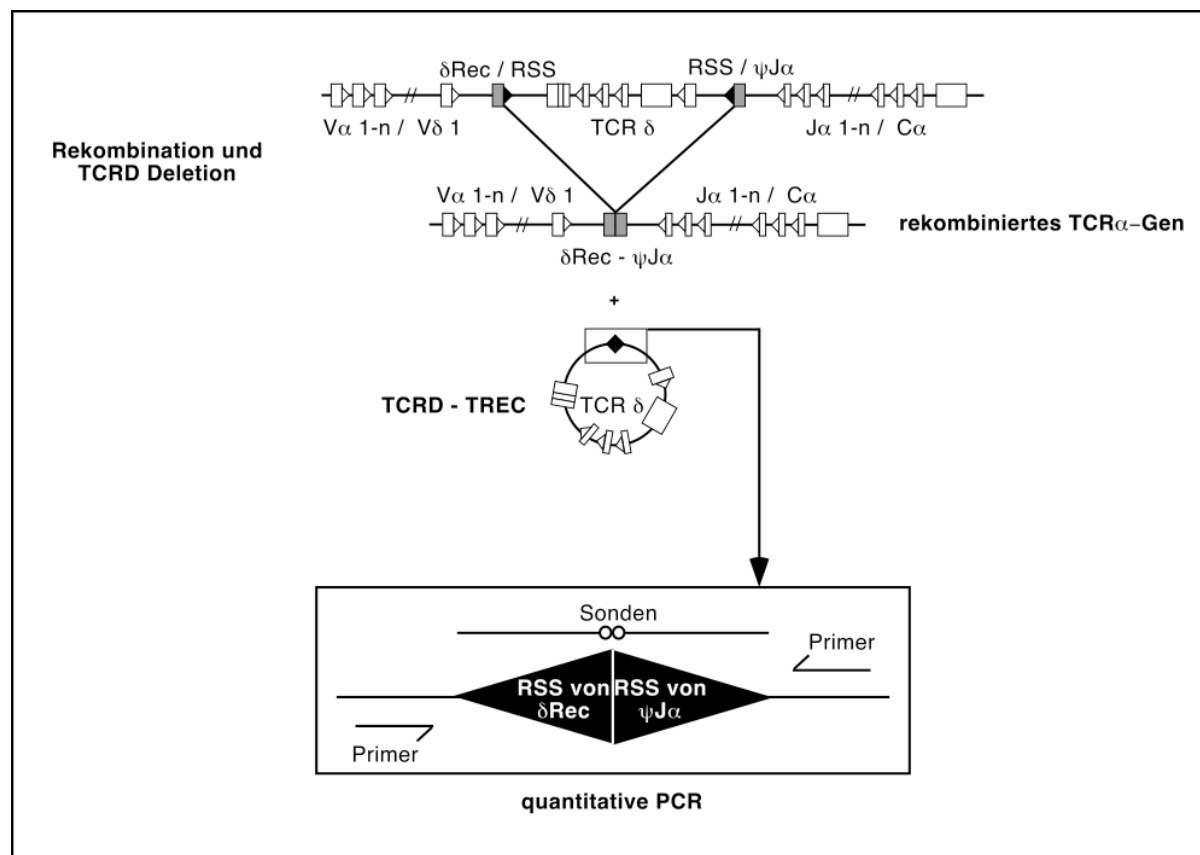 δRec / RSS RSS / ψJα
Vα 1-n / Vδ 1 TCR δ Jα 1-n / Cα
Rekombination und
TCRD Deletion
Vα 1-n / Vδ 1 Jα 1-n / Cα
rekombiniertes TCRα–Gen
δRec - ψJα
+
TCRD - TREC TCR δ
Sonden
Primer
RSS von RSS von
δRec ψJα
Primer
quantitative PCR